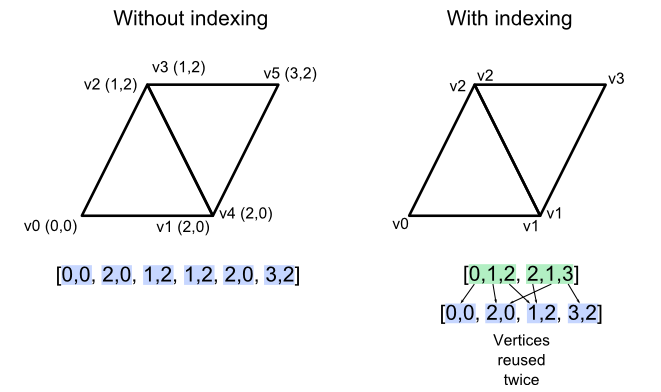 Without indexing
v3 (1,2)
v5 (3,2)
v2 (1,2)
v4 (2,0)
v0 (0,0)
v1 (2,0)
[0,0, 2,0, 1,2, 1,2, 2,0, 3,2]
With indexing
v2
v3
v2
v1
v0
v1
[0,1,2, 2,1,3]
[0,0, 2,0, 1,2, 3,2]
Vertices
reused
twice